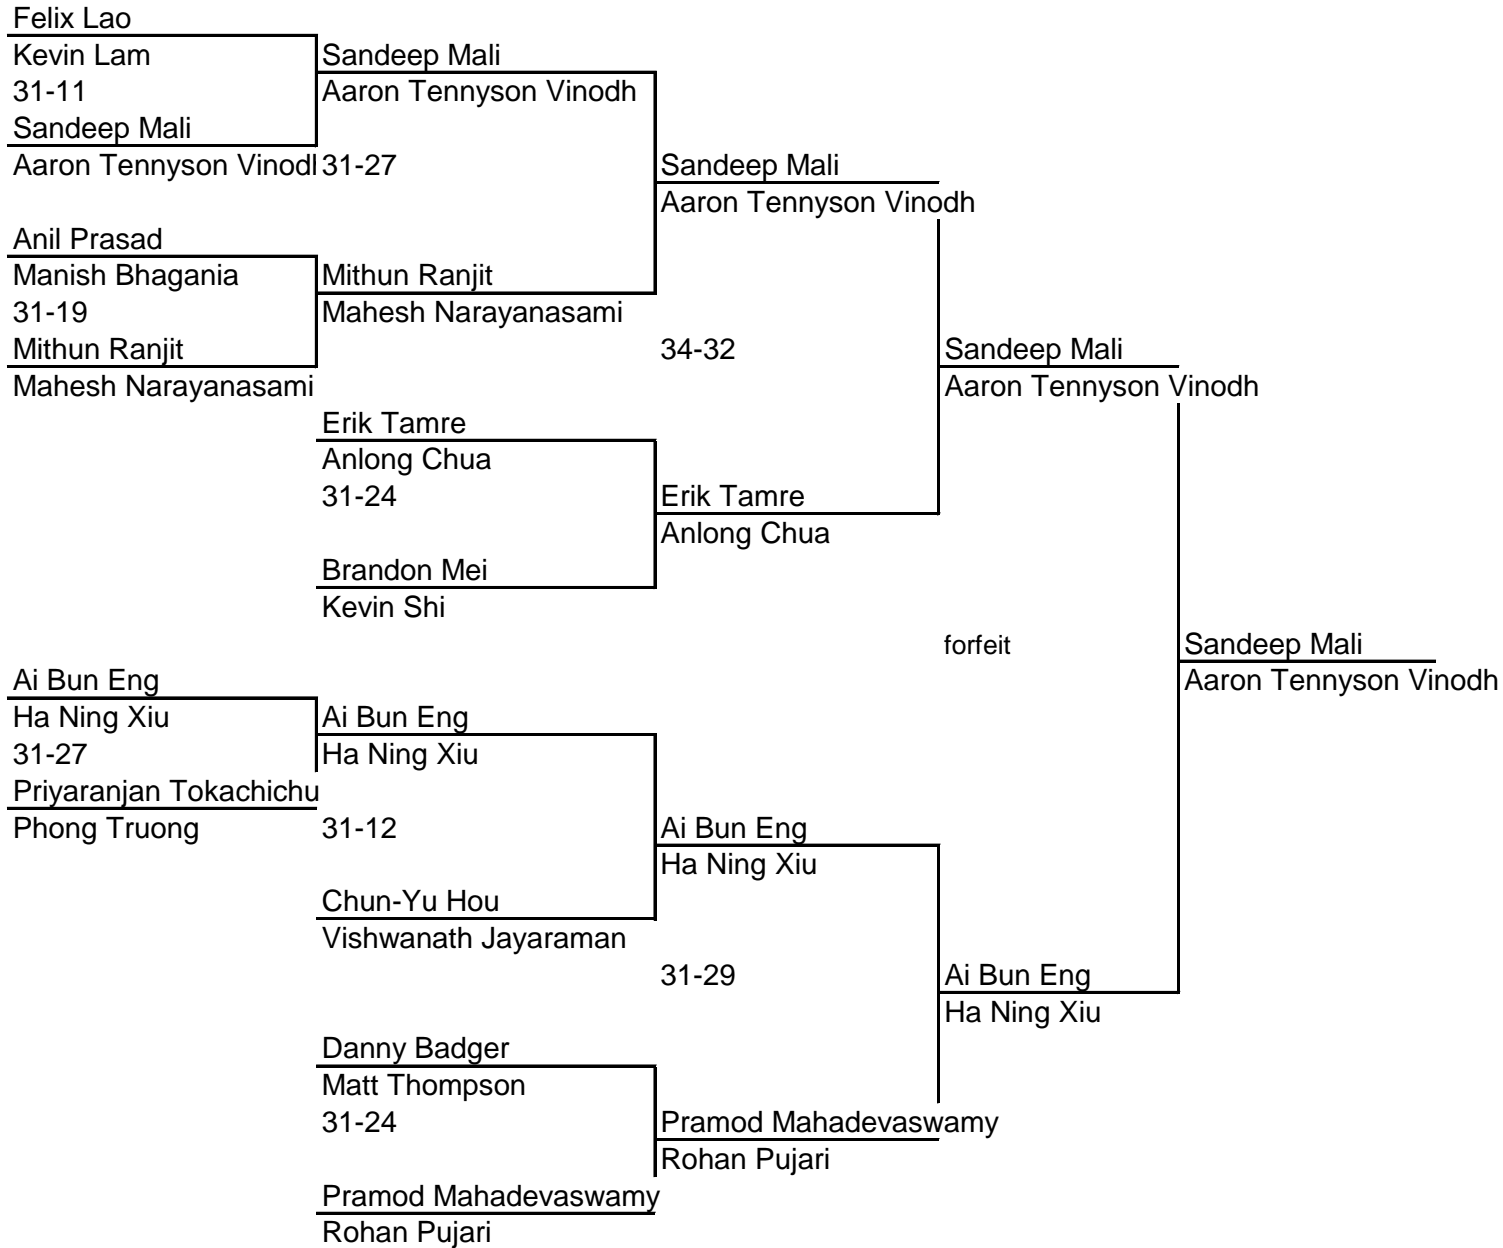 Felix Lao
Kevin Lam
31-11
Sandeep Mali
Aaron Tennyson Vinodl
Sandeep Mali
Aaron Tennyson Vinodh
31-27
Anil Prasad
Manish Bhagania
31-19
Mithun Ranjit
Mahesh Narayanasami
Mithun Ranjit
Mahesh Narayanasami
Sandeep Mali
Aaron Tennyson Vinodh
34-32
Erik Tamre
Anlong Chua
31-24
Brandon Mei
Kevin Shi
Erik Tamre
Anlong Chua
Sandeep Mali
Aaron Tennyson Vinodh
forfeit
Sandeep Mali
Aaron Tennyson Vinodh
Ai Bun Eng
Ha Ning Xiu
31-27
Priyaranjan Tokachichu
Phong Truong
Ai Bun Eng
Ha Ning Xiu
31-12
Chun-Yu Hou
Vishwanath Jayaraman
Ai Bun Eng
Ha Ning Xiu
31-29
Danny Badger
Matt Thompson
31-24
Pramod Mahadevaswamy
Rohan Pujari
Pramod Mahadevaswamy
Rohan Pujari
Ai Bun Eng
Ha Ning Xiu